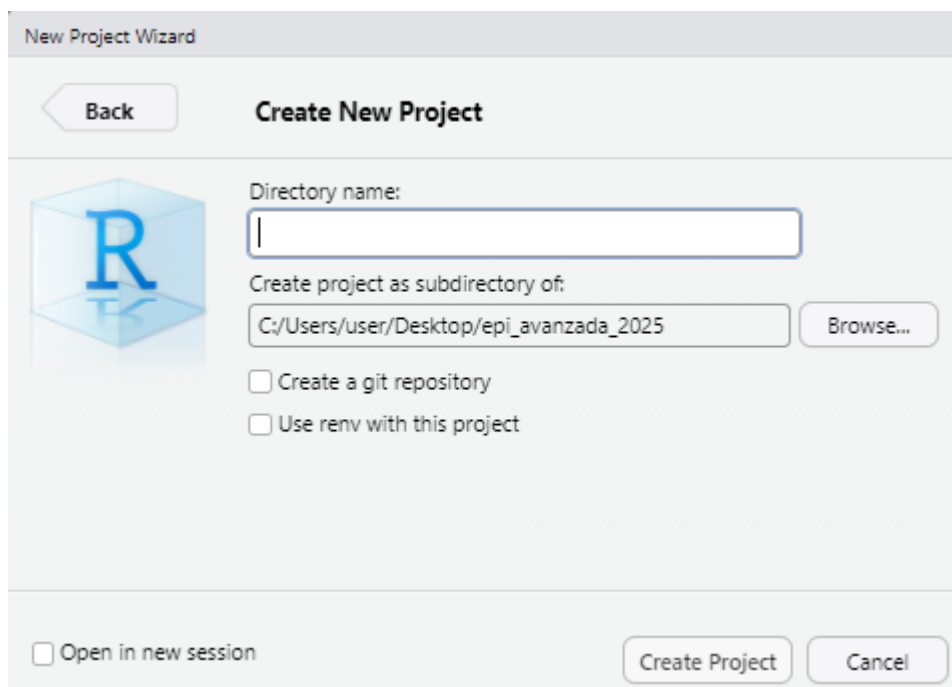 New Project Wizard
Back
Create New Project
R
Directory name:
Create project as subdirectory of:
C:/Users/user/Desktop/epi_avanzada_2025
Browse...
Create a git repository
Use renv with this project
Open in new session
Create Project
Cancel